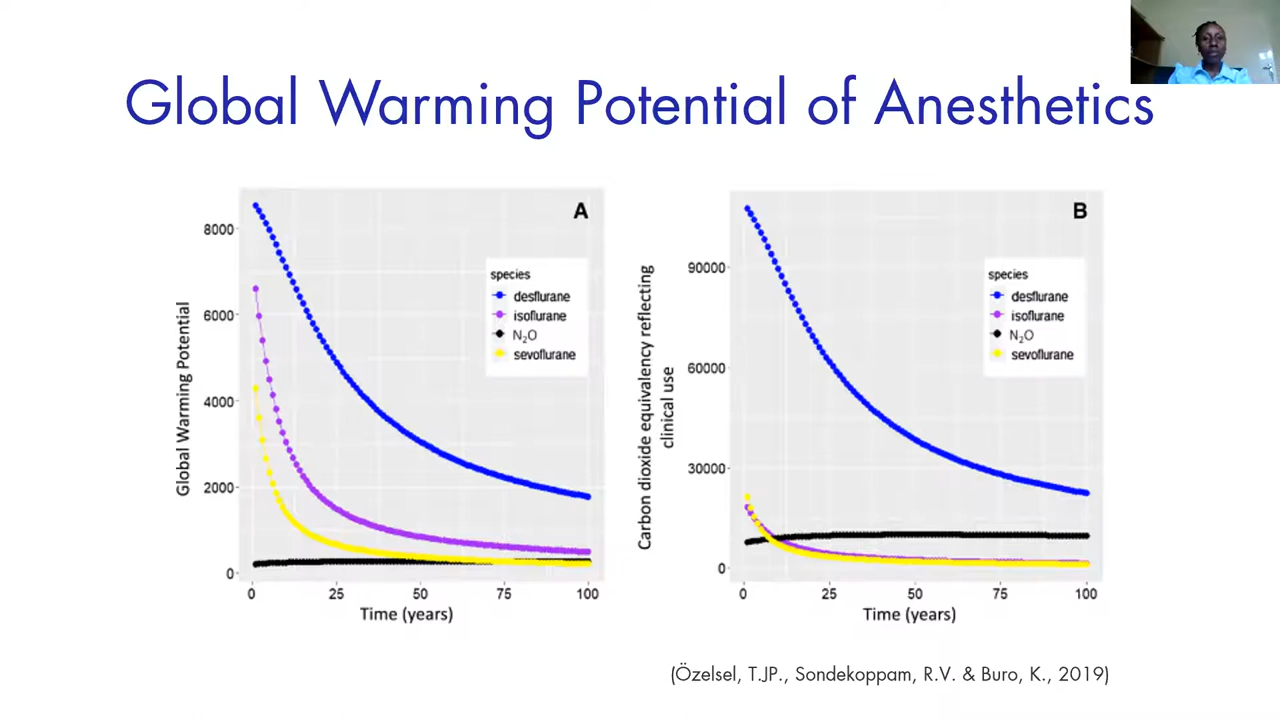 Global Warming Potential of Anesthetics
Global Warming Potential
8000
6000
4000
2000
0
A
species
desflurane
isoflurane
N₂O
sevoflurane
0 25 50 75 100
Time (years)
Carbon dioxide equivalency reflecting
clinical use
90000
60000
30000
0
B
species
desflurane
isoflurane
N₂O
sevoflurane
0 25 50 75 100
Time (years)
(Özelsel, T.JP., Sondekoppam, R.V. & Buro, K., 2019)